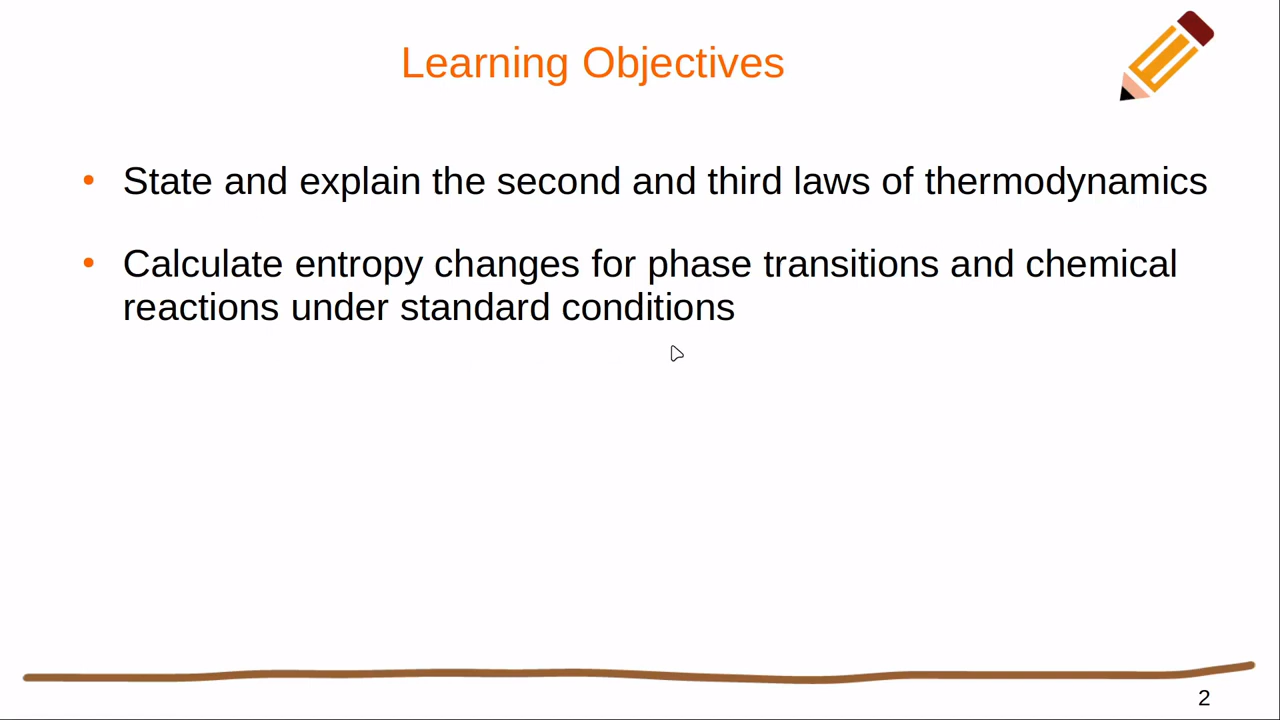 Learning Objectives
• State and explain the second and third laws of thermodynamics
• Calculate entropy changes for phase transitions and chemical
reactions under standard conditions
2